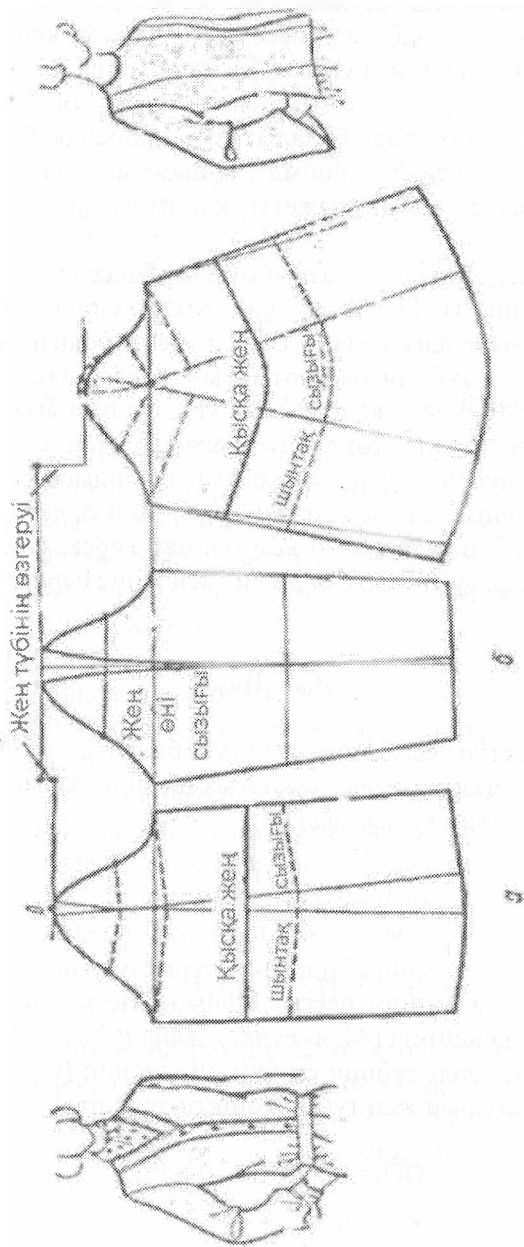 Жең түбінің өзгеруі
Қысқа жең
шынтақ
сызығы
Жең
өні
сызығы
Қысқа жең
шынтақ
сызығы
а
б